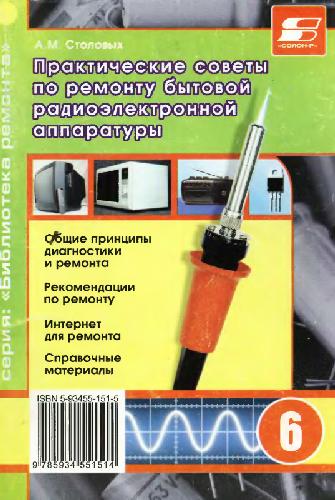 А.М. Столовых
«СОЛОН-Р»
Практические советы
по ремонту бытовой
радиоэлектронной
аппаратуры
серия: «Библиотека ремонта»
Общие принципы
диагностики
и ремонта
Рекомендации
по ремонту
Интернет
для ремонта
Справочные
материалы
ISBN 5-93455-151-5
9 785934 551514
6